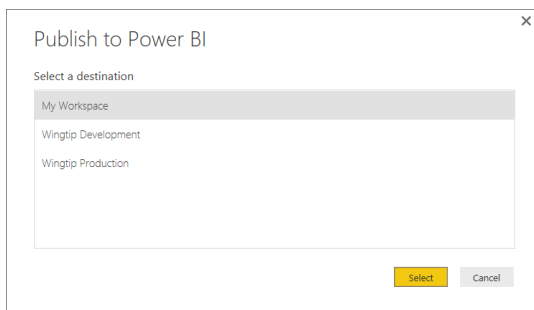 Publish to Power BI
Select a destination
My Workspace
Wingtip Development
Wingtip Production
Select Cancel